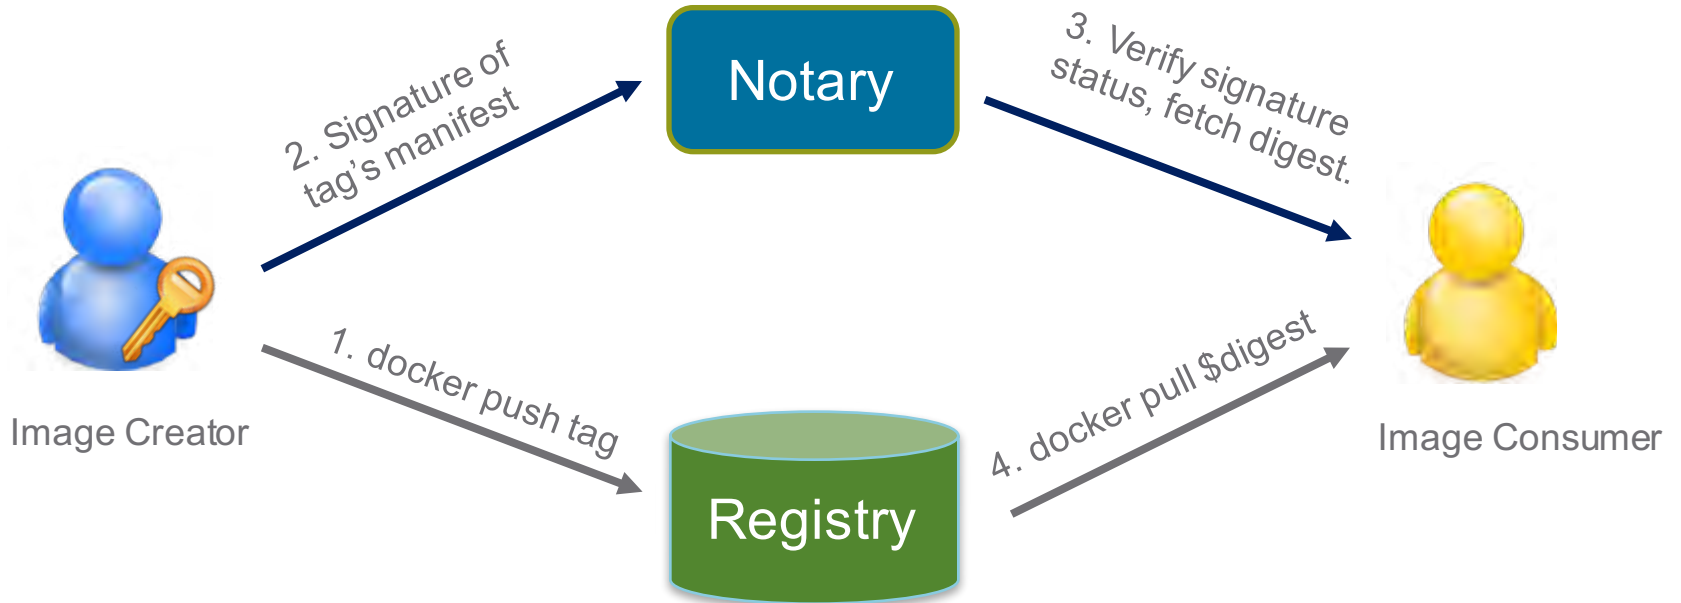 2. Signature of
tag’s manifest
Notary
3. Verify signature
status, fetch digest.
Image Creator
1. docker push tag
Registry
4. docker pull $digest
Image Consumer